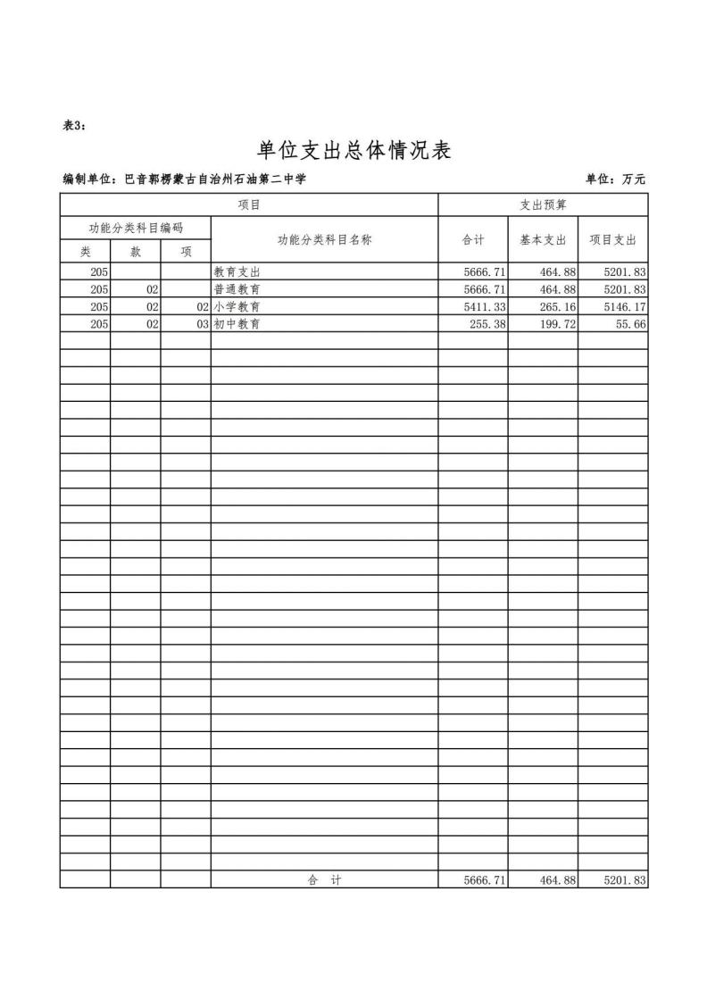 表3：
单位支出总体情况表
编制单位：巴音郭楞蒙古自治州石油第二中学 单位：万元
项目 支出预算
功能分类科目编码 功能分类科目名称 合计 基本支出 项目支出
类 款 项
205 教育支出 5666.71 464.88 5201.83
205 02 普通教育 5666.71 464.88 5201.83
205 02 02 小学教育 5411.33 265.16 5146.17
205 02 03 初中教育 255.38 199.72 55.66
合 计 5666.71 464.88 5201.83